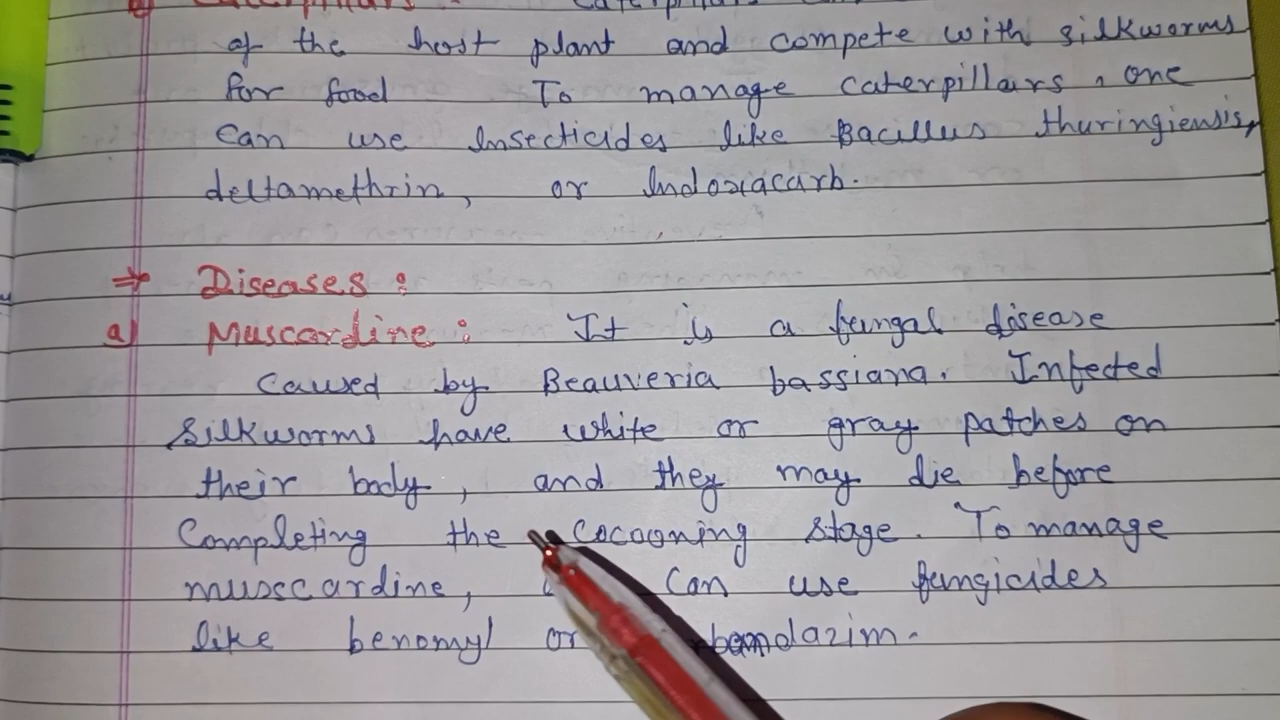 of the host plant and compete with silkworms
for food To manage caterpillars, one
can use Insecticides like Bacillus thuringiensis,
deltamethrin, or Indoxiacarb.
⇒ Diseases :
a) Muscardine : It is a fungal disease
caused by Beauveria bassiana. Infected
silkworms have white or gray patches on
their body, and they may die before
Completing the cocooning stage. To manage
musccardine, can use fungicides
like benomyl or